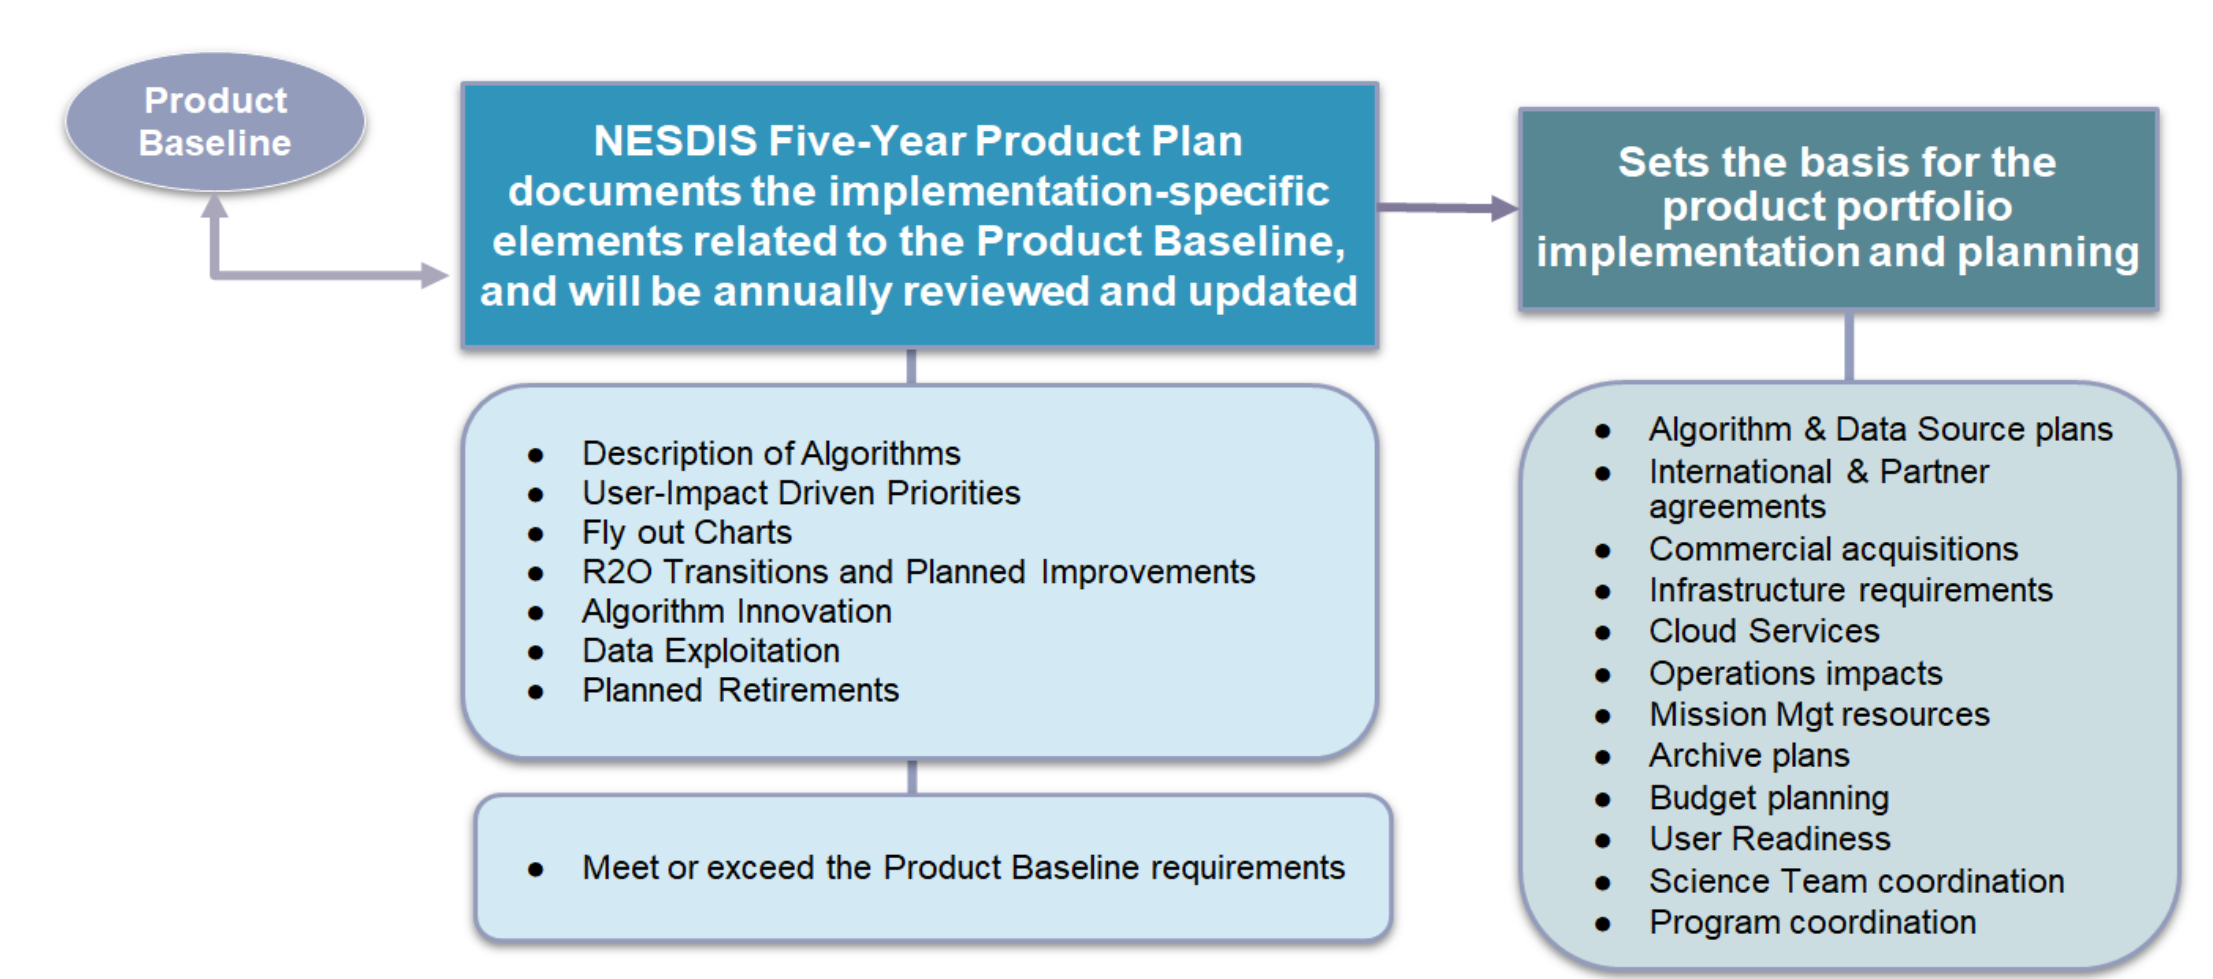 Product
Baseline
NESDIS Five-Year Product Plan
documents the implementation-specific
elements related to the Product Baseline,
and will be annually reviewed and updated
Sets the basis for the
product portfolio
implementation and planning
● Description of Algorithms
● User-Impact Driven Priorities
● Fly out Charts
● R2O Transitions and Planned Improvements
● Algorithm Innovation
● Data Exploitation
● Planned Retirements
● Meet or exceed the Product Baseline requirements
● Algorithm & Data Source plans
● International & Partner
agreements
● Commercial acquisitions
● Infrastructure requirements
● Cloud Services
● Operations impacts
● Mission Mgt resources
● Archive plans
● Budget planning
● User Readiness
● Science Team coordination
● Program coordination